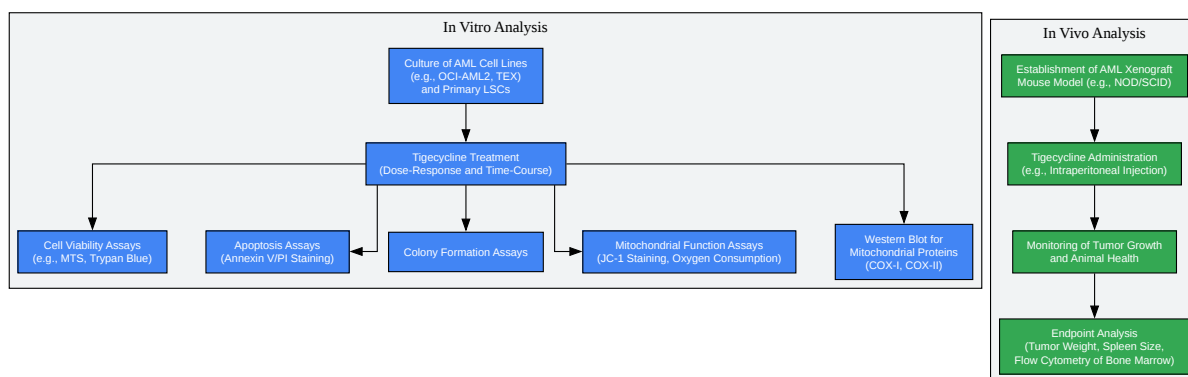 In Vitro Analysis
Culture of AML Cell Lines
(e.g., OCI-AML2, TEX)
and Primary LSCs
Tigecycline Treatment
(Dose-Response and Time-Course)
Cell Viability Assays
(e.g., MTS, Trypan Blue)
Apoptosis Assays
(Annexin V/PI Staining)
Colony Formation Assays
Mitochondrial Function Assays
(JC-1 Staining, Oxygen Consumption)
Western Blot for
Mitochondrial Proteins
(COX-I, COX-II)
In Vivo Analysis
Establishment of AML Xenograft
Mouse Model (e.g., NOD/SCID)
Tigecycline Administration
(e.g., Intraperitoneal Injection)
Monitoring of Tumor Growth
and Animal Health
Endpoint Analysis
(Tumor Weight, Spleen Size,
Flow Cytometry of Bone Marrow)